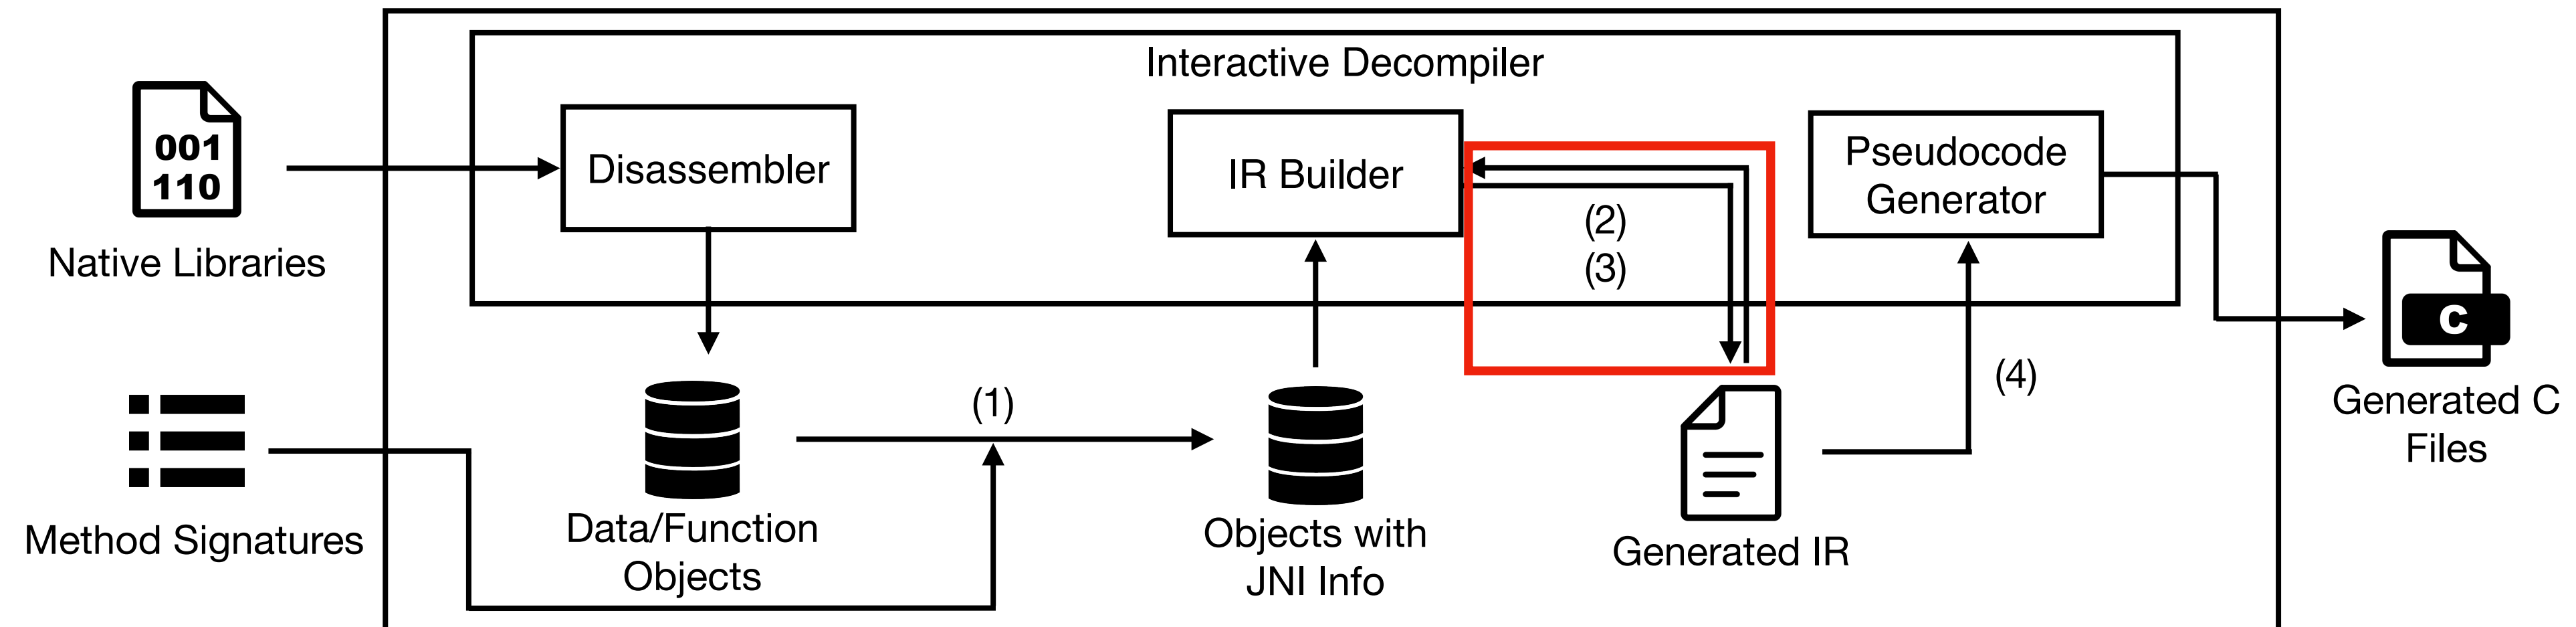 Interactive Decompiler
001
110
Native Libraries
Disassembler
IR Builder
(2)
(3)
Pseudocode
Generator
C
Generated C
Files
Method Signatures
Data/Function
Objects
(1)
Objects with
JNI Info
Generated IR
(4)